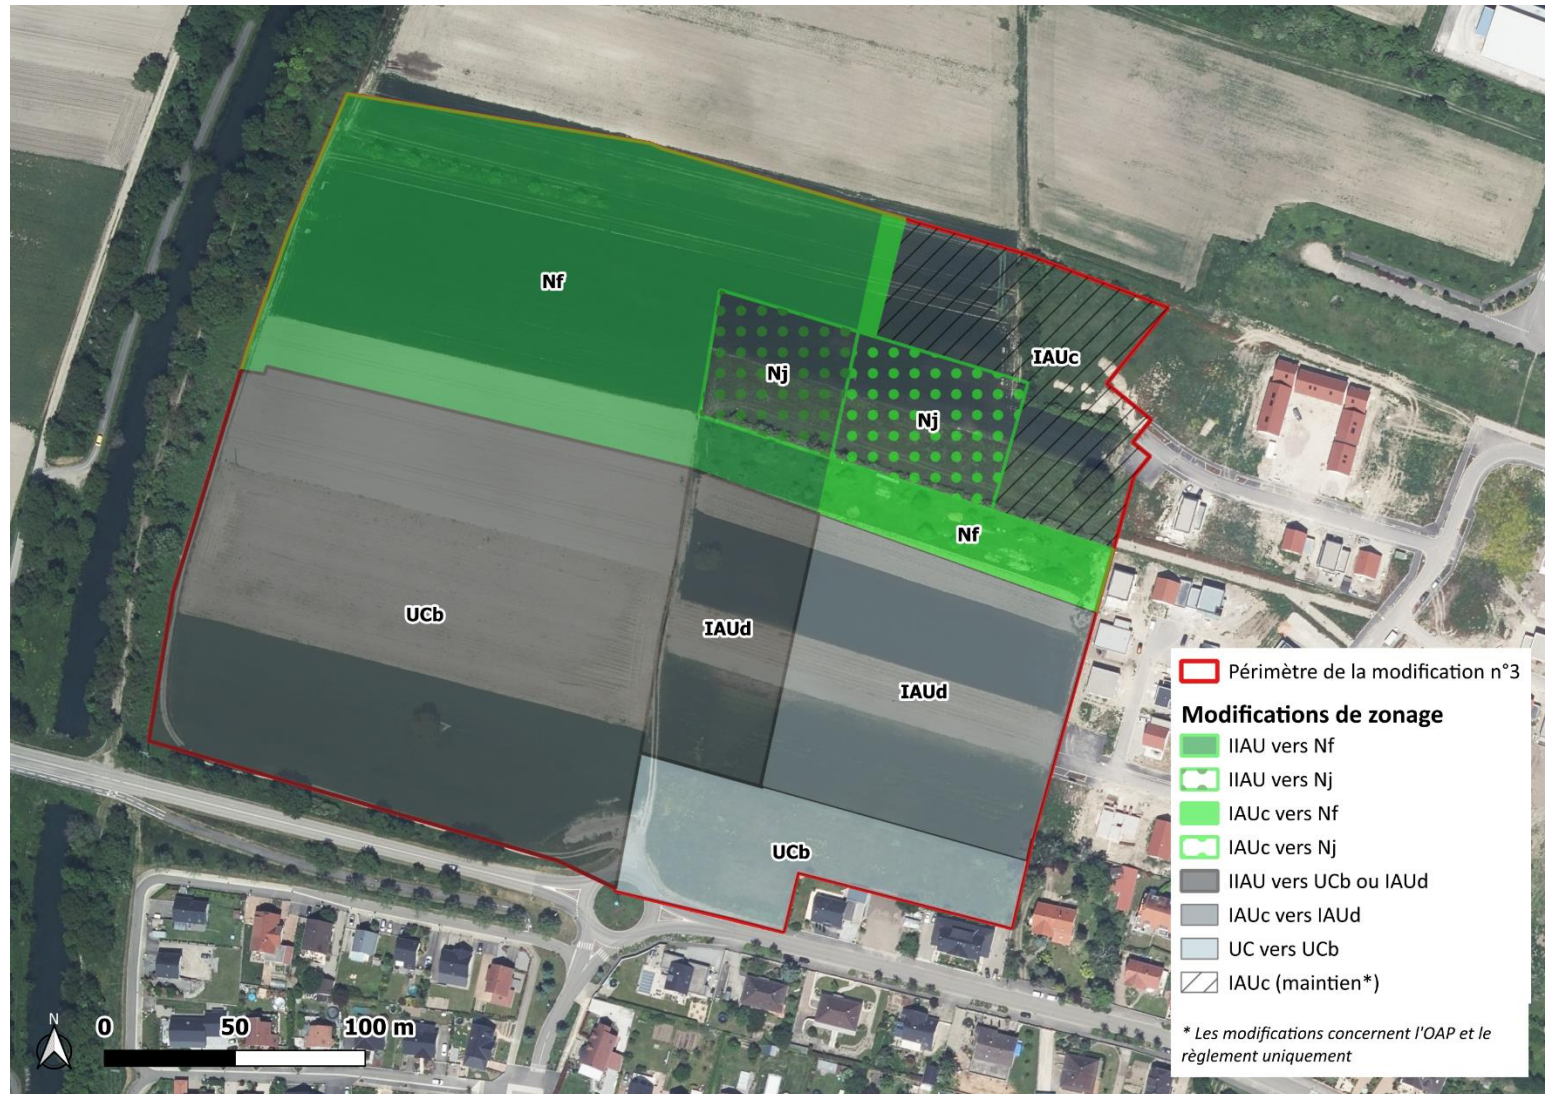 Nf
IAUc
Nj
Nj
Nf
UCb
IAUd
IAUd
UCb
N
0 50 100 m
Périmètre de la modification n°3
Modifications de zonage
IIAU vers Nf
IIAU vers Nj
IAUc vers Nf
IAUc vers Nj
IIAU vers UCb ou IAUd
IAUc vers IAUd
UC vers UCb
IAUc (maintien*)
* Les modifications concernent l'OAP et le
règlement uniquement